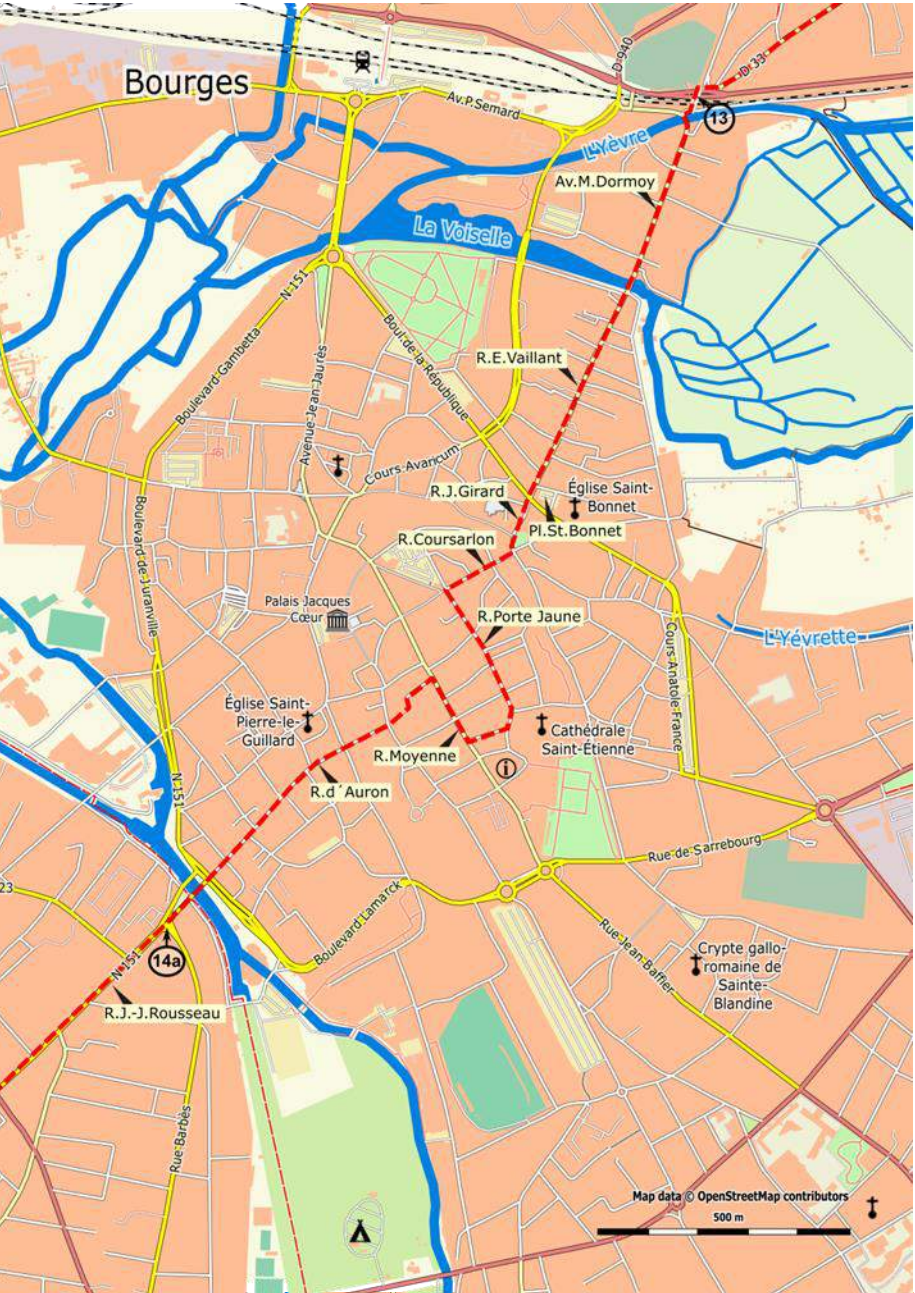 D 940
D 33
Bourges
Av.P.Semard
13
L'Yèvre
Av.M.Dormoy
La Voiselle
N 151
Boulevard Gambetta
Boul.de la République
R.E.Vaillant
Avenue Jean Jaurès
Cours Avaricum
R.J.Girard
Église Saint-
Bonnet
Pl.St.Bonnet
R.Coursarlon
Boulevard de Juranville
Palais Jacques
Cœur
R.Porte Jaune
L'Yévrette
Cours Anatole France
Église Saint-
Pierre-le-
Guillard
Cathédrale
Saint-Étienne
R.Moyenne
i
N 151
R.d´Auron
Rue de Sarrebourg
23
Boulevard Lamarck
Rue Jean Baffier
14a
N 151
Crypte gallo-
romaine de
Sainte-
Blandine
R.J.-J.Rousseau
Rue Barbès
Map data © OpenStreetMap contributors
500 m